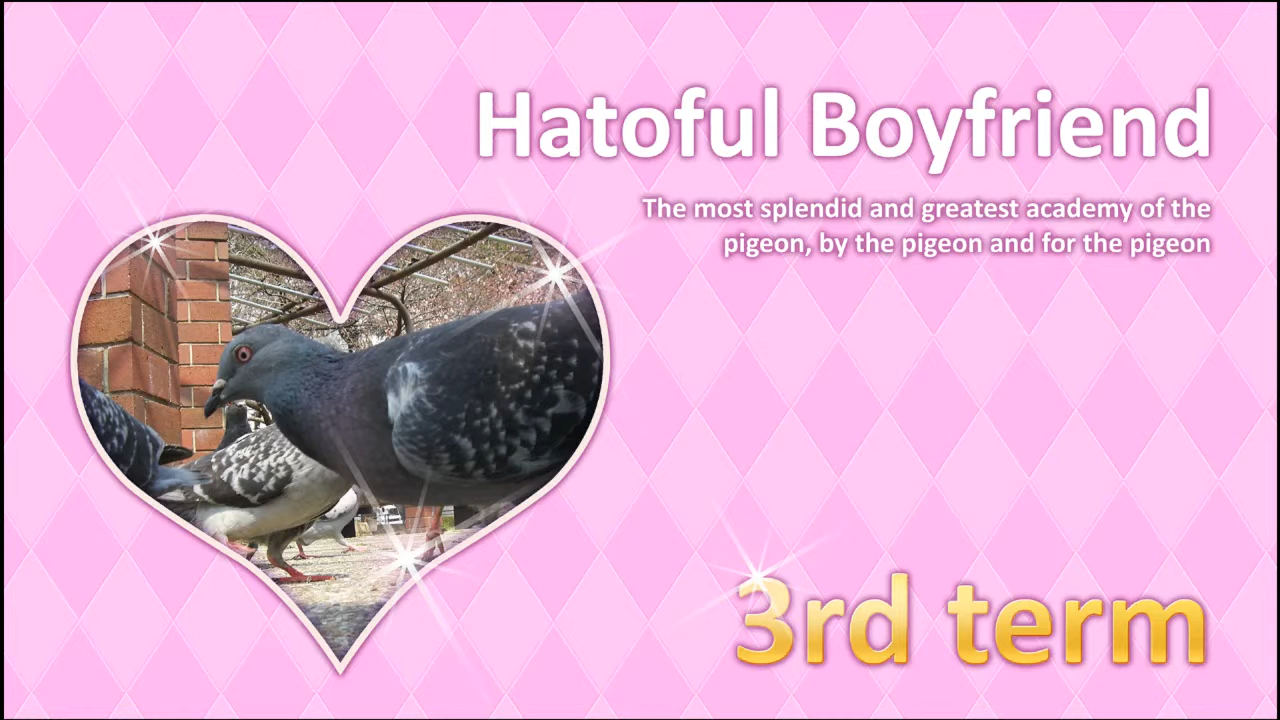 Hatoful Boyfriend
The most splendid and greatest academy of the
pigeon, by the pigeon and for the pigeon
3rd term